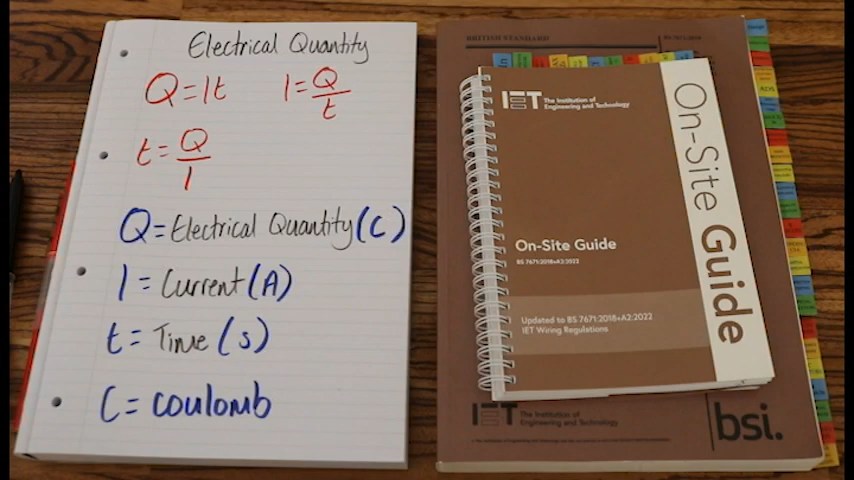 Electrical Quantity
Q=It I=Q/t
t=Q/I
Q=Electrical Quantity(C)
I=Current(A)
t=Time(s)
C=coulomb
BRITISH STANDARD
IET The Institution of
Engineering and Technology
On-Site Guide
On-Site Guide
BS 7671:2018+A2:2022
Updated to BS 7671:2018+A2:2022
IET Wiring Regulations
IET The Institution of
Engineering and Technology
bsi.